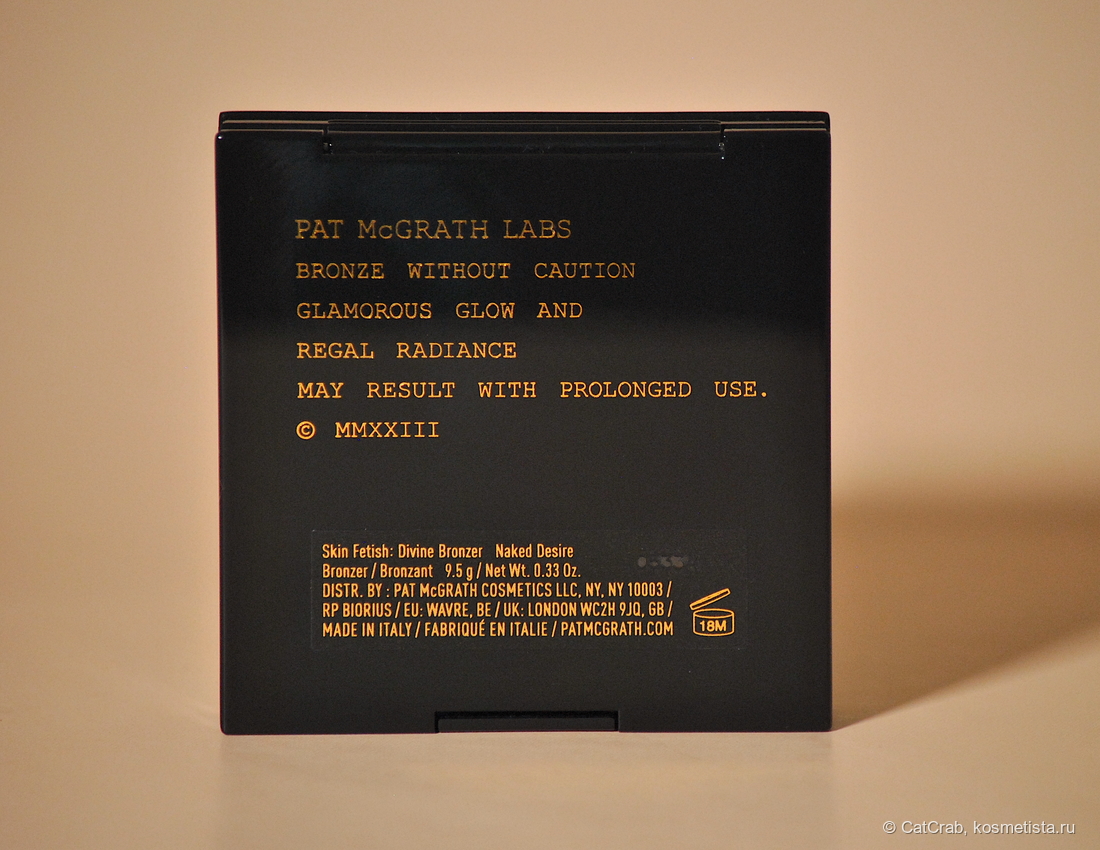 PAT McGRATH LABS
BRONZE WITHOUT CAUTION
GLAMOROUS GLOW AND
REGAL RADIANCE
MAY RESULT WITH PROLONGED USE.
© MMXXIII
Skin Fetish: Divine Bronzer Naked Desire
Bronzer / Bronzant 9.5 g / Net Wt. 0.33 Oz.
DISTR. BY : PAT McGRATH COSMETICS LLC, NY, NY 10003 /
RP BIORIUS / EU: WAVRE, BE / UK: LONDON WC2H 9JQ, GB /
MADE IN ITALY / FABRIQUÉ EN ITALIE / PATMCGRATH.COM
18M
© CatCrab, kosmetista.ru